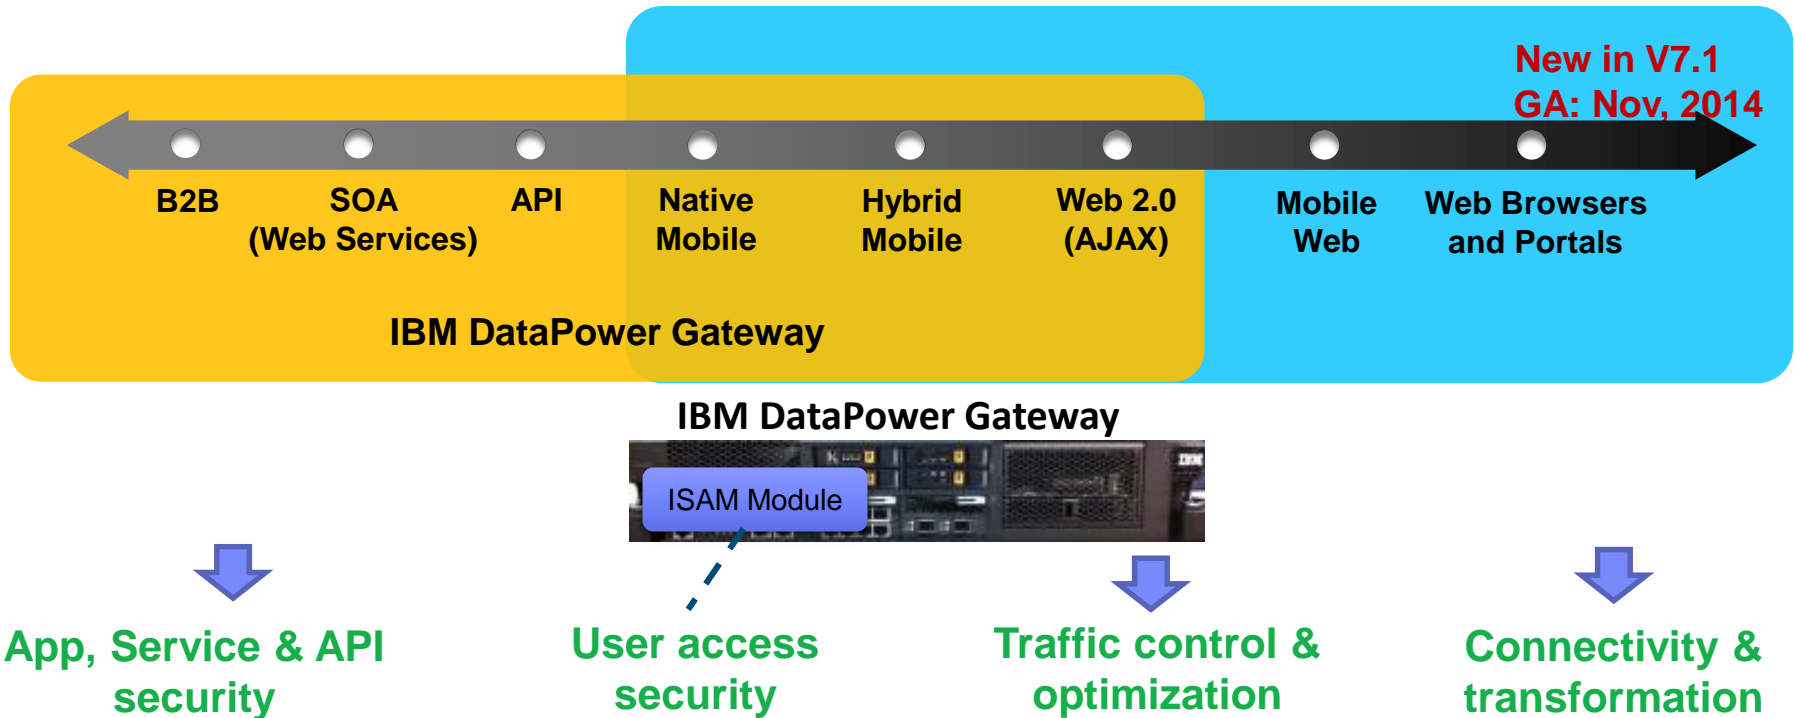 New in V7.1
GA: Nov, 2014
B2B
SOA
(Web Services)
API
Native
Mobile
Hybrid
Mobile
Web 2.0
(AJAX)
Mobile
Web
Web Browsers
and Portals
IBM DataPower Gateway
IBM DataPower Gateway
IBM
ISAM Module
App, Service & API
security
User access
security
Traffic control &
optimization
Connectivity &
transformation